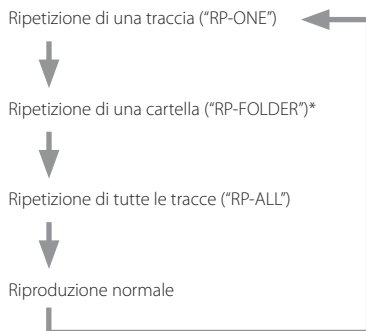 Ripetizione di una traccia (“RP-ONE”)
Ripetizione di una cartella (“RP-FOLDER”)*
Ripetizione di tutte le tracce (“RP-ALL”)
Riproduzione normale